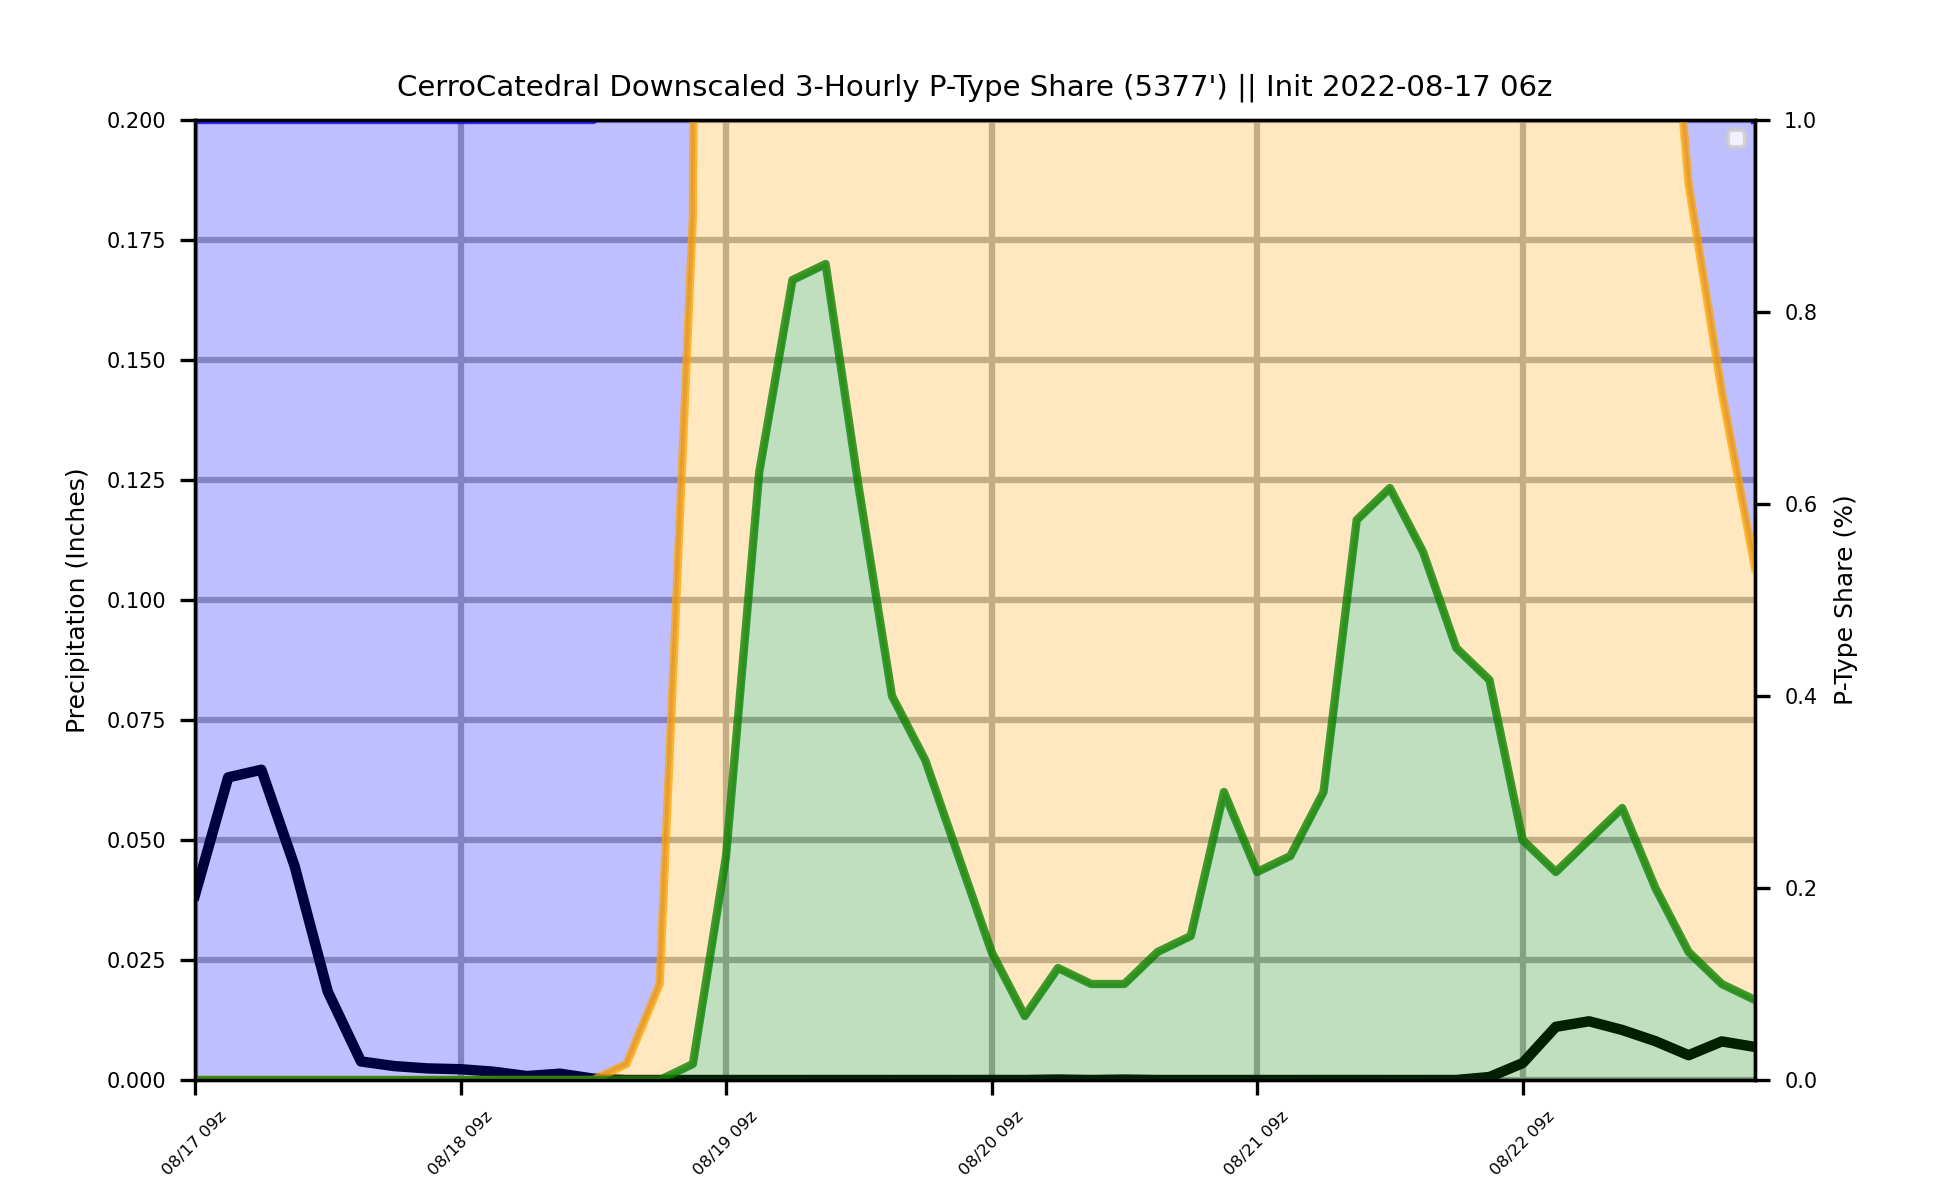 CerroCatedral Downscaled 3-Hourly P-Type Share (5377') || Init 2022-08-17 06z
Precipitation (Inches)
0.200
0.175
0.150
0.125
0.100
0.075
0.050
0.025
0.000
1.0
0.8
0.6
0.4
0.2
0.0
P-Type Share (%)
08/17 09z
08/18 09z
08/19 09z
08/20 09z
08/21 09z
08/22 09z